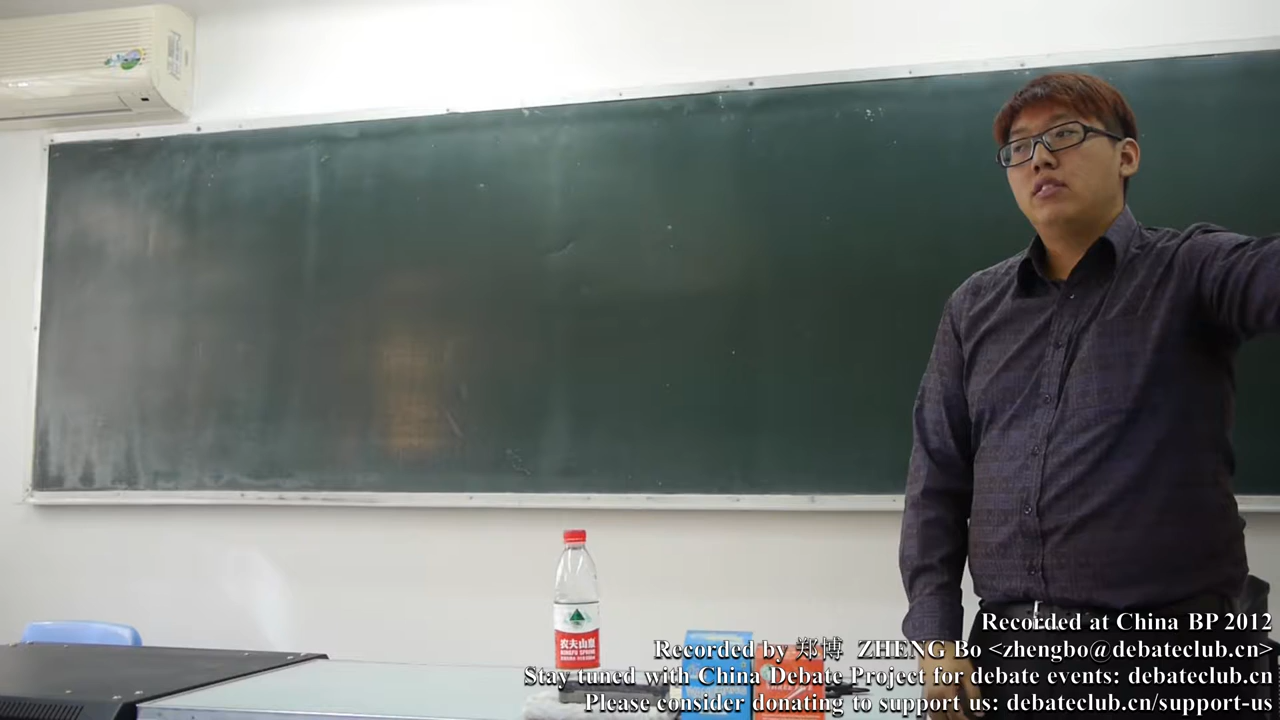 农夫山泉
NONGFU SPRING
Recorded at China BP 2012
Recorded by 郑博 ZHENG Bo <zhengbo@debateclub.cn>
Stay tuned with China Debate Project for debate events: debateclub.cn
Please consider donating to support us: debateclub.cn/support-us